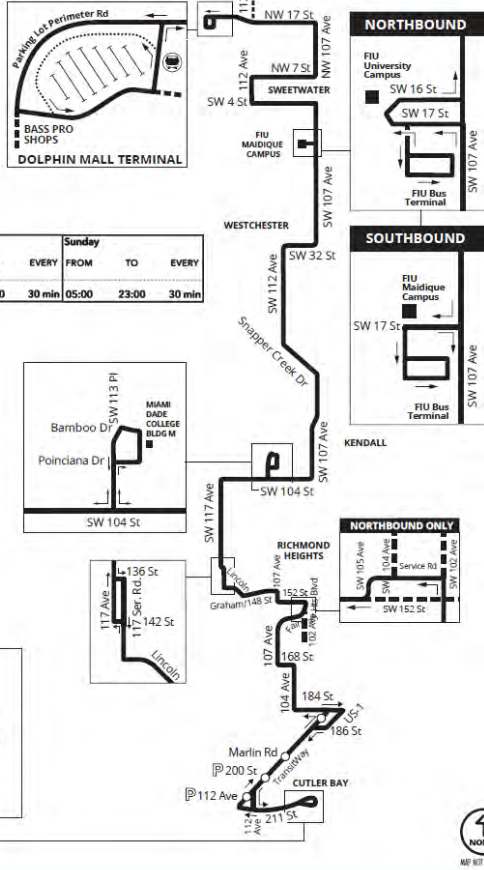 Parking Lot Perimeter Rd
BASS PRO
SHOPS
DOLPHIN MALL TERMINAL
NW 17 St
NW 107 Ave
112 Ave
NW 7 St
SWEETWATER
SW 4 St
FIU
MAIDIQUE
CAMPUS
SW 107 Ave
NORTHBOUND
FIU
University
Campus
SW 16 St
SW 17 St
SW 107 Ave
FIU Bus
Terminal
WESTCHESTER
SW 32 St
SOUTHBOUND
FIU
Maidique
Campus
SW 17 St
SW 107 Ave
FIU Bus
Terminal
Sunday
EVERY FROM TO EVERY
30 min 05:00 23:00 30 min
SW 112 Ave
Snapper Creek Dr
SW 107 Ave
KENDALL
SW 113 Pl
MIAMI
DADE
COLLEGE
BLDG M
Bamboo Dr
Poinciana Dr
SW 104 St
SW 104 St
SW 117 Ave
RICHMOND
HEIGHTS
NORTHBOUND ONLY
SW 105 Ave
SW 104 Ave
SW 102 Ave
Service Rd
SW 152 St
136 St
117 Ave
117 Ser. Rd.
142 St
Lincoln
Lincoln
Graham/148 St
107 Ave
152 St
102 Ave
107 Ave
168 St
104 Ave
184 St
US-1
186 St
Marlin Rd
TransitWay
P 200 St
P 112 Ave
CUTLER BAY
112 Ave
211 St